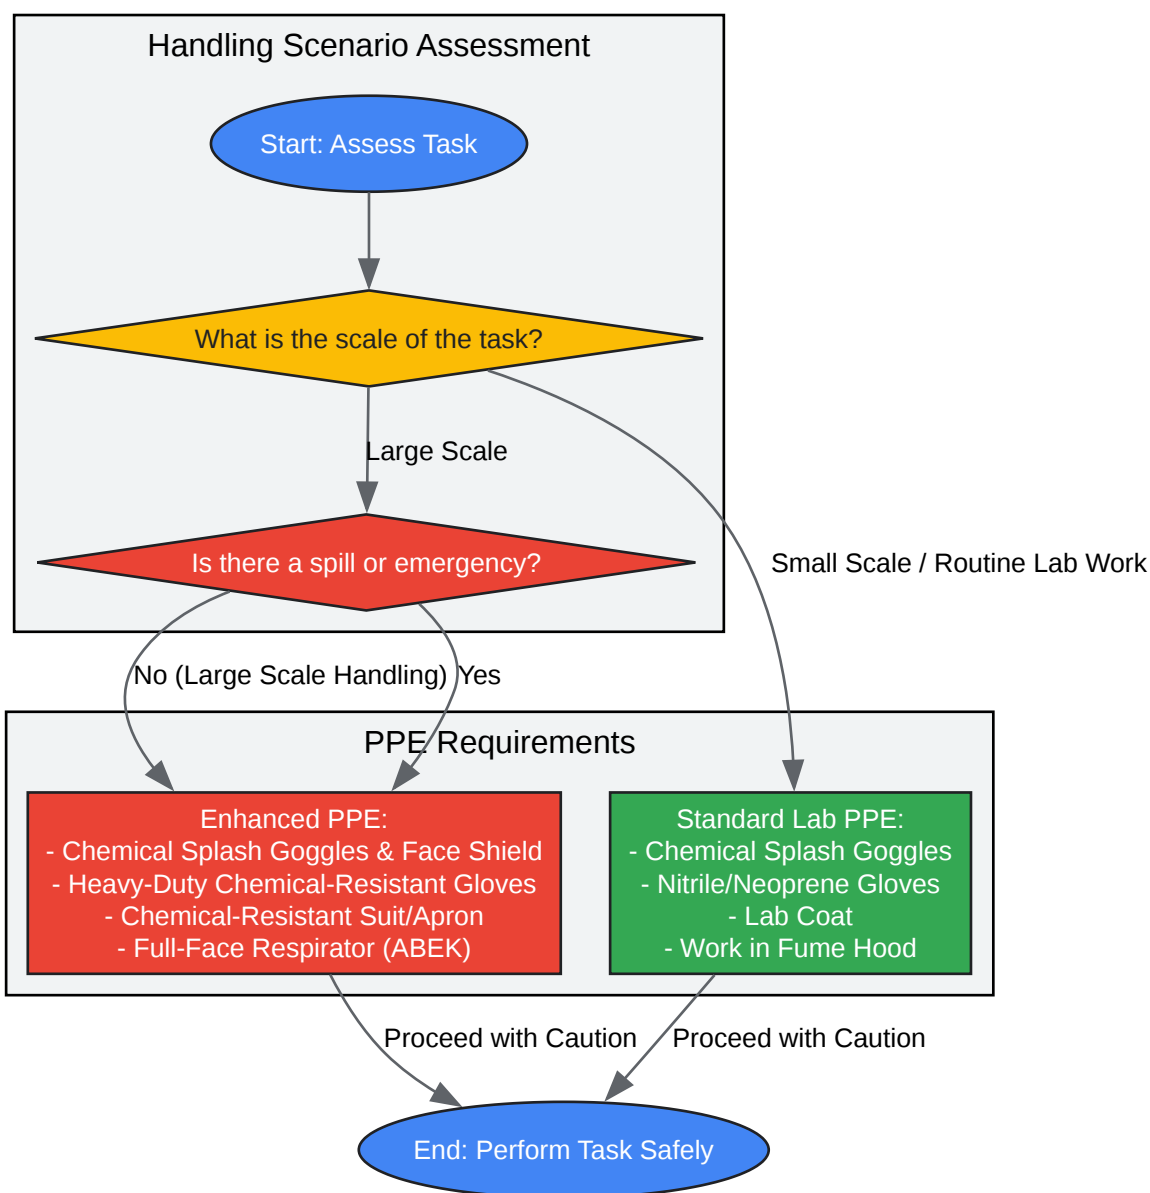 Handling Scenario Assessment
Start: Assess Task
What is the scale of the task?
Large Scale
Is there a spill or emergency?
Small Scale / Routine Lab Work
No (Large Scale Handling)
Yes
PPE Requirements
Enhanced PPE:
- Chemical Splash Goggles & Face Shield
- Heavy-Duty Chemical-Resistant Gloves
- Chemical-Resistant Suit/Apron
- Full-Face Respirator (ABEK)
Standard Lab PPE:
- Chemical Splash Goggles
- Nitrile/Neoprene Gloves
- Lab Coat
- Work in Fume Hood
Proceed with Caution
Proceed with Caution
End: Perform Task Safely